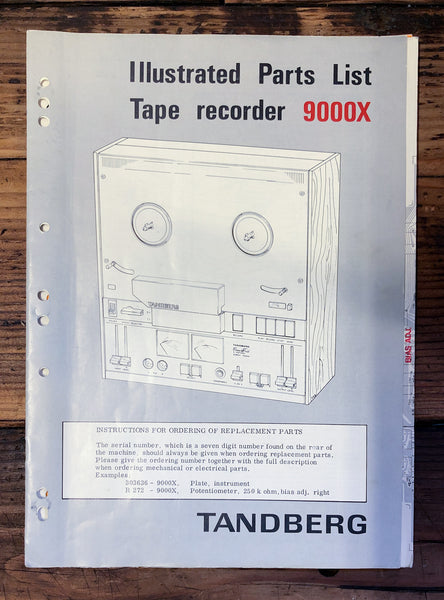 Illustrated Parts List
Tape recorder 9000X
TANDBERG
TANDBERG
BIAS ADJ.
INSTRUCTIONS FOR ORDERING OF REPLACEMENT PARTS
The serial number, which is a seven digit number found on the rear of
the machine, should always be given when ordering replacement parts.
Please give the ordering number together with the full description
when ordering mechanical or electrical parts.
Examples:
303636 - 9000X, Plate, instrument
R 272 - 9000X, Potentiometer, 250 k ohm, bias adj. right
TANDBERG